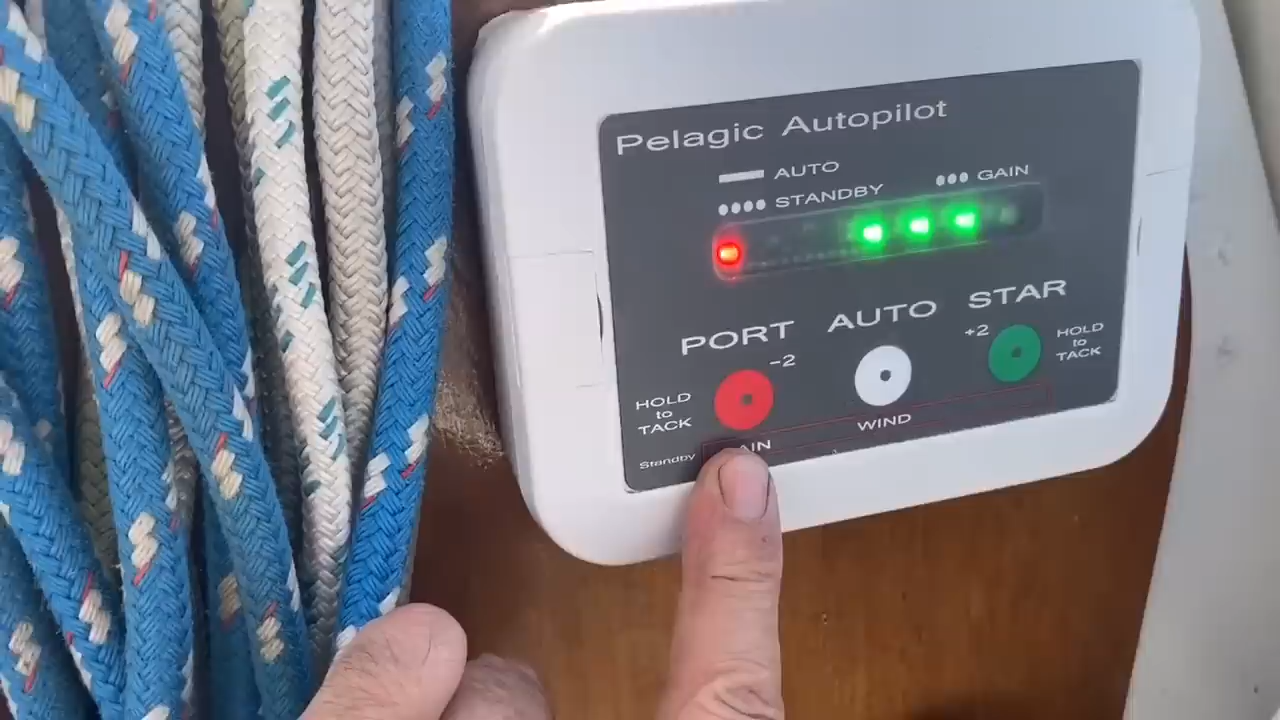 Pelagic Autopilot
AUTO
STANDBY
GAIN
PORT AUTO STAR
-2
+2
HOLD
to
TACK
HOLD
to
TACK
Standby
WIND